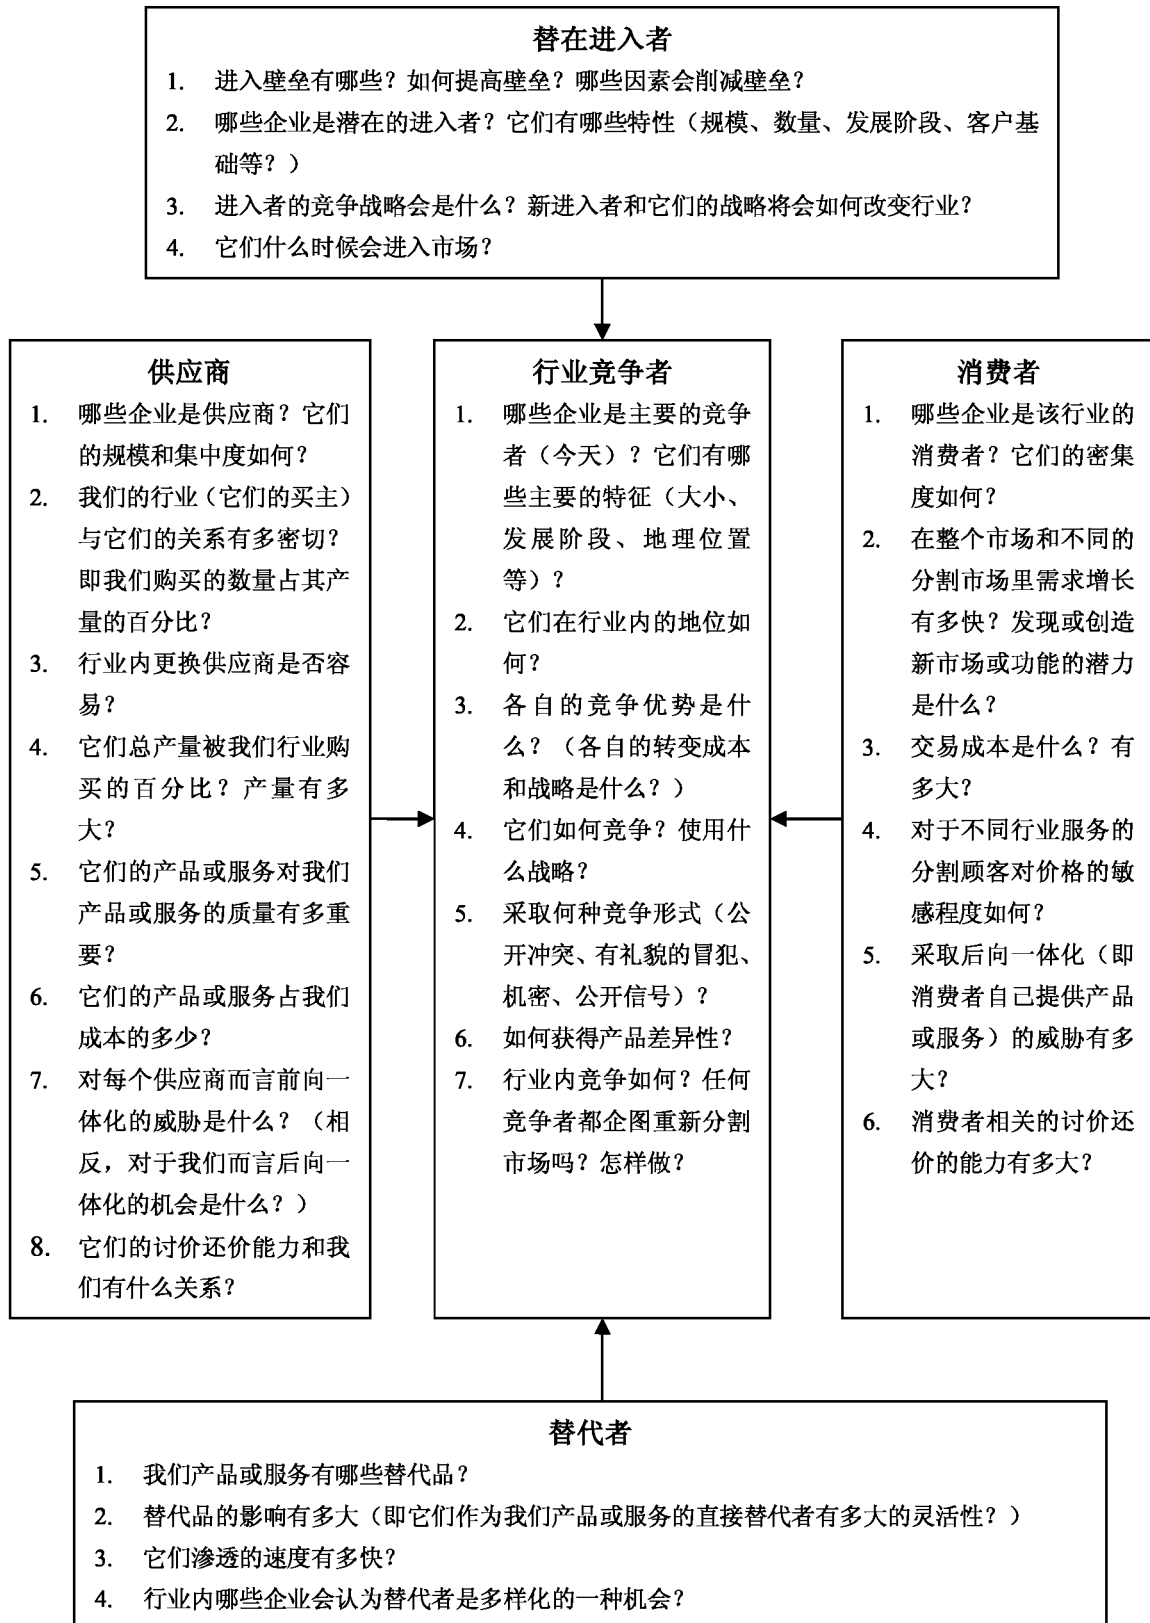 替在进入者
1. 进入壁垒有哪些？如何提高壁垒？哪些因素会削减壁垒？
2. 哪些企业是潜在的进入者？它们有哪些特性（规模、数量、发展阶段、客户基
础等？）
3. 进入者的竞争战略会是什么？新进入者和它们的战略将会如何改变行业？
4. 它们什么时候会进入市场？
供应商
1. 哪些企业是供应商？它们
的规模和集中度如何？
2. 我们的行业（它们的买主）
与它们的关系有多密切？
即我们购买的数量占其产
量的百分比？
3. 行业内更换供应商是否容
易？
4. 它们总产量被我们行业购
买的百分比？产量有多
大？
5. 它们的产品或服务对我们
产品或服务的质量有多重
要？
6. 它们的产品或服务占我们
成本的多少？
7. 对每个供应商而言前向一
体化的威胁是什么？（相
反，对于我们而言后向一
体化的机会是什么？）
8. 它们的讨价还价能力和我
们有什么关系？
行业竞争者
1. 哪些企业是主要的竞争
者（今天）？它们有哪
些主要的特征（大小、
发展阶段、地理位置
等）？
2. 它们在行业内的地位如
何？
3. 各自的竞争优势是什
么？（各自的转变成本
和战略是什么？）
4. 它们如何竞争？使用什
么战略？
5. 采取何种竞争形式（公
开冲突、有礼貌的冒犯、
机密、公开信号）？
6. 如何获得产品差异性？
7. 行业内竞争如何？任何
竞争者都企图重新分割
市场吗？怎样做？
消费者
1. 哪些企业是该行业的
消费者？它们的密集
度如何？
2. 在整个市场和不同的
分割市场里需求增长
有多快？发现或创造
新市场或功能的潜力
是什么？
3. 交易成本是什么？有
多大？
4. 对于不同行业服务的
分割顾客对价格的敏
感程度如何？
5. 采取后向一体化（即
消费者自己提供产品
或服务）的威胁有多
大？
6. 消费者相关的讨价还
价的能力有多大？
替代者
1. 我们产品或服务有哪些替代品？
2. 替代品的影响有多大（即它们作为我们产品或服务的直接替代者有多大的灵活性？）
3. 它们渗透的速度有多快？
4. 行业内哪些企业会认为替代者是多样化的一种机会？